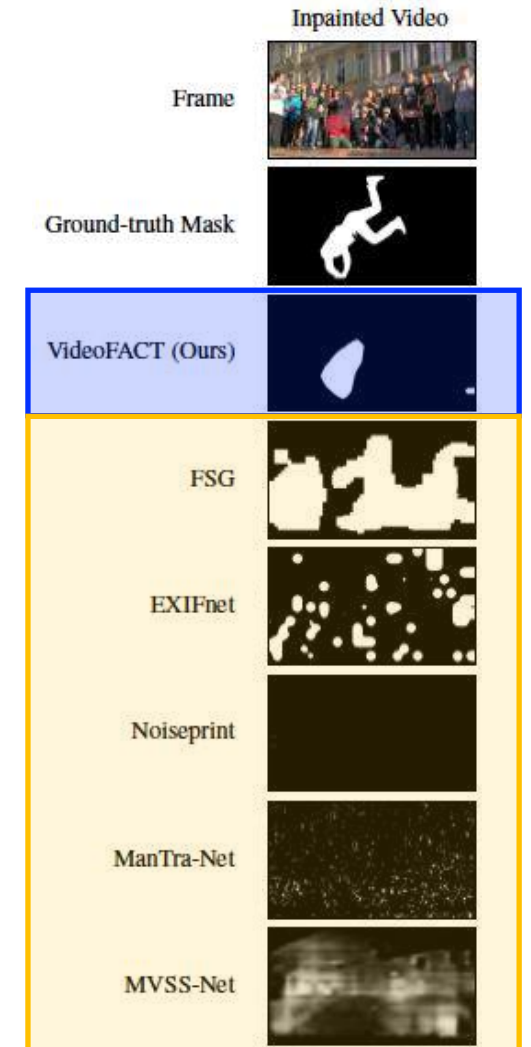 Inpainted Video
Frame
Ground-truth Mask
VideoFACT (Ours)
FSG
EXIFnet
Noiseprint
ManTra-Net
MVSS-Net